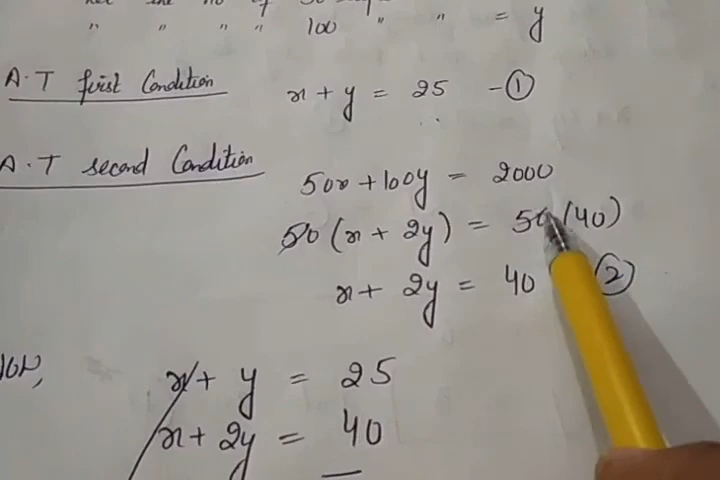 " " " " 100 " " = y
A.T first Condition x + y = 25 - ①
A.T second Condition
50x + 100y = 2000
50 (x + 2y) = 50 (40)
x + 2y = 40 ②
x + y = 25
x + 2y = 40